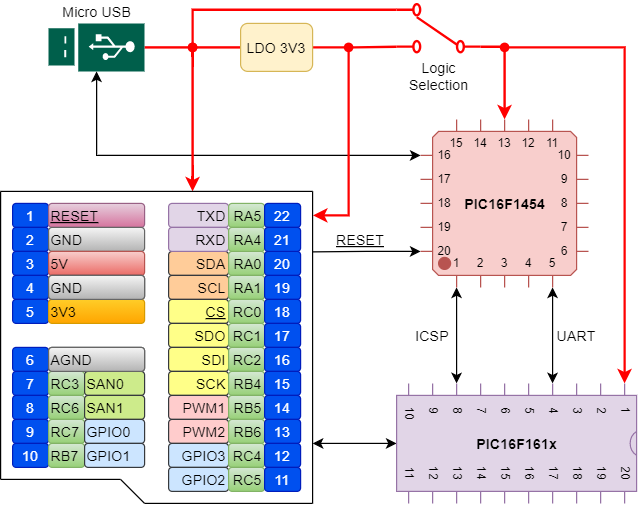 Micro USB
LDO 3V3
Logic
Selection
15 14 13 12 11
16 10
17 9
18 PIC16F1454 8
19 7
20 6
1 2 3 4 5
RESET
ICSP
UART
1 RESET
2 GND
3 5V
4 GND
5 3V3
6 AGND
7 RC3 SAN0
8 RC6 SAN1
9 RC7 GPIO0
10 RB7 GPIO1
TXD RA5 22
RXD RA4 21
SDA RA0 20
SCL RA1 19
CS RC0 18
SDO RC1 17
SDI RC2 16
SCK RB4 15
PWM1 RB5 14
PWM2 RB6 13
GPIO3 RC4 12
GPIO2 RC5 11
10 9 8 7 6 5 4 3 2 1
PIC16F161x
11 12 13 14 15 16 17 18 19 20